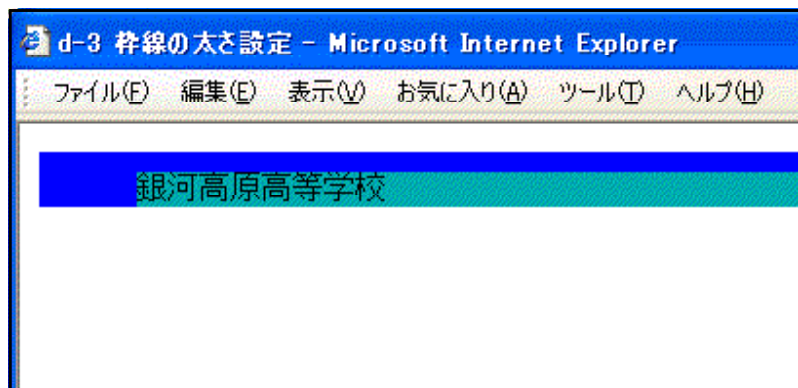 d-3 枠線の太さ設定 - Microsoft Internet Explorer
ファイル(F) 編集(E) 表示(V) お気に入り(A) ツール(T) ヘルプ(H)
銀河高原高等学校